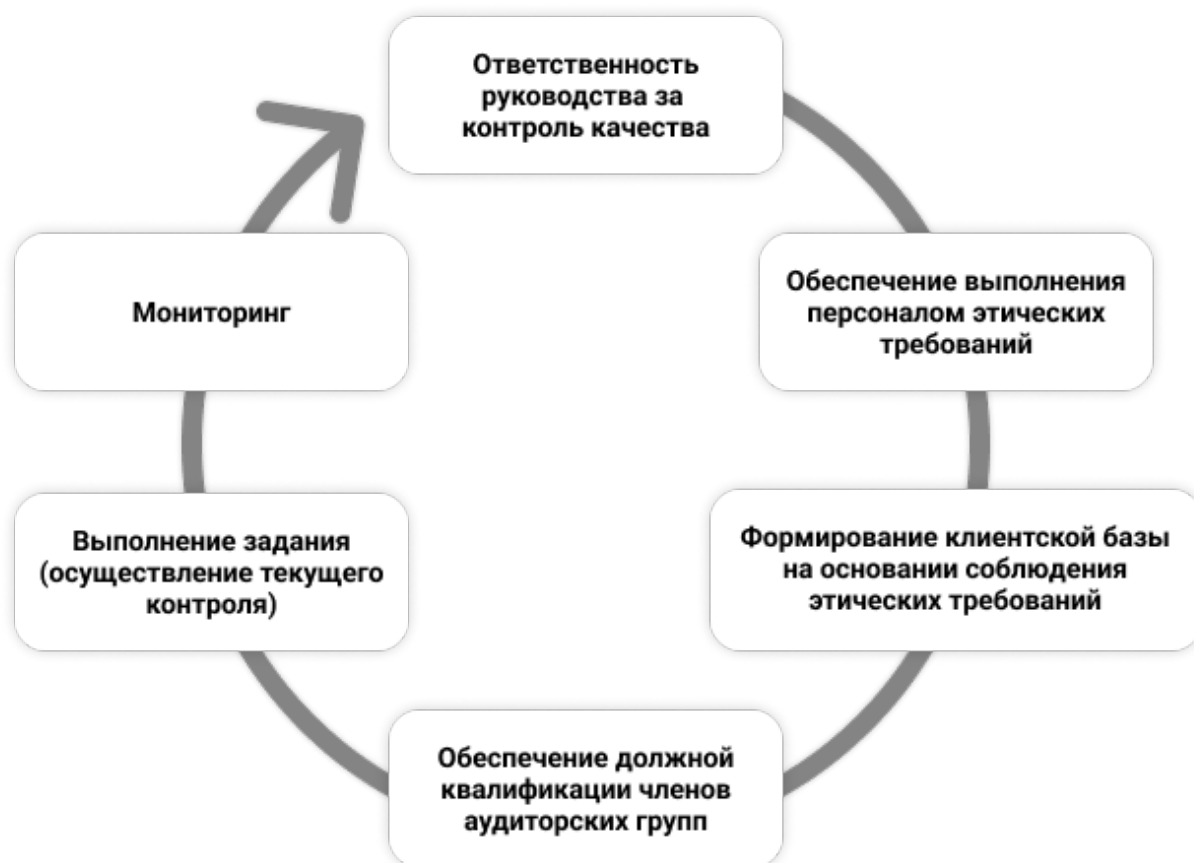 Ответственность
руководства за
контроль качества
Обеспечение выполнения
персоналом этических
требований
Формирование клиентской базы
на основании соблюдения
этических требований
Обеспечение должной
квалификации членов
аудиторских групп
Выполнение задания
(осуществление текущего
контроля)
Мониторинг